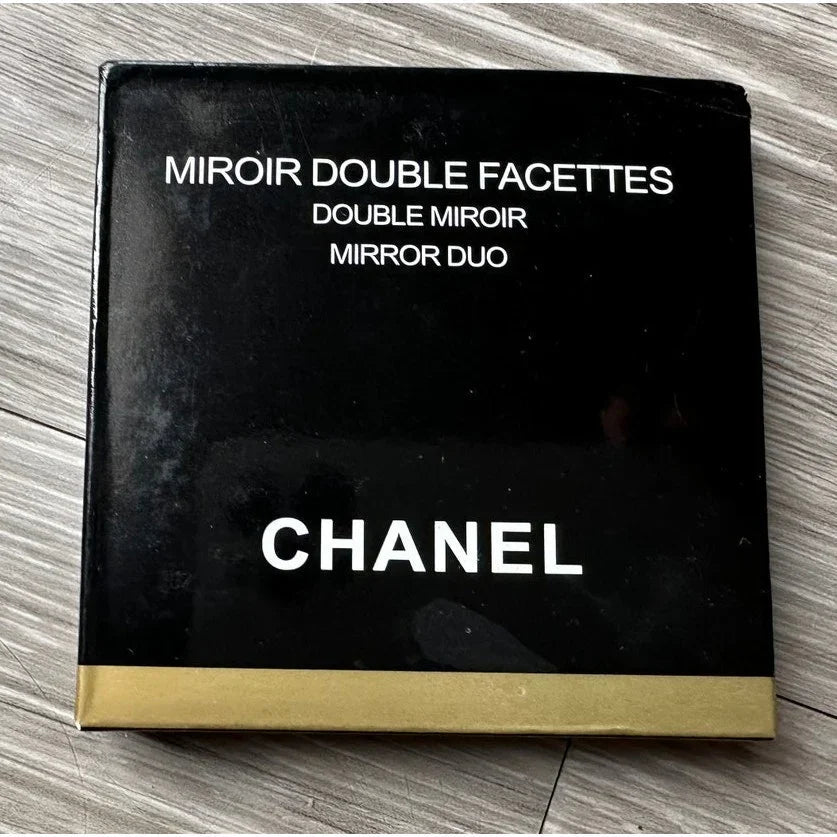 MIROIR DOUBLE FACETTES
DOUBLE MIROIR
MIRROR DUO
CHANEL